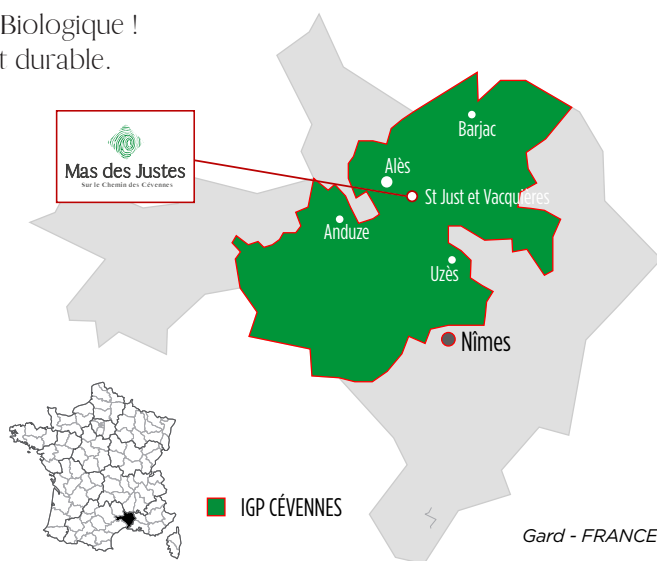 Biologique !
t durable.
Mas des Justes
Sur le Chemin des Cévennes
Barjac
Alès
St Just et Vacquières
Anduze
Uzès
Nîmes
IGP CÉVENNES
Gard - FRANCE